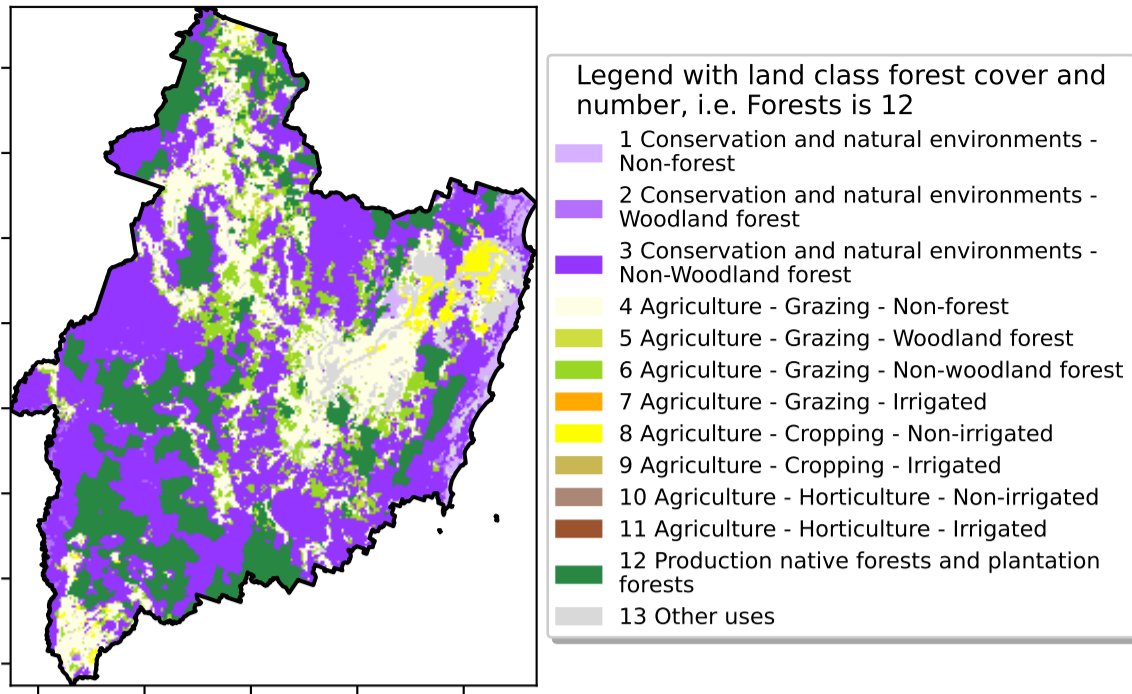 Legend with land class forest cover and
number, i.e. Forests is 12
1 Conservation and natural environments -
Non-forest
2 Conservation and natural environments -
Woodland forest
3 Conservation and natural environments -
Non-Woodland forest
4 Agriculture - Grazing - Non-forest
5 Agriculture - Grazing - Woodland forest
6 Agriculture - Grazing - Non-woodland forest
7 Agriculture - Grazing - Irrigated
8 Agriculture - Cropping - Non-irrigated
9 Agriculture - Cropping - Irrigated
10 Agriculture - Horticulture - Non-irrigated
11 Agriculture - Horticulture - Irrigated
12 Production native forests and plantation
forests
13 Other uses